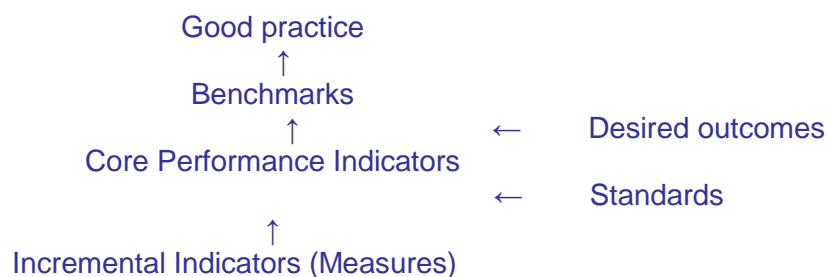 Good practice
↑
Benchmarks
↑ ← Desired outcomes
Core Performance Indicators
← Standards
↑
Incremental Indicators (Measures)